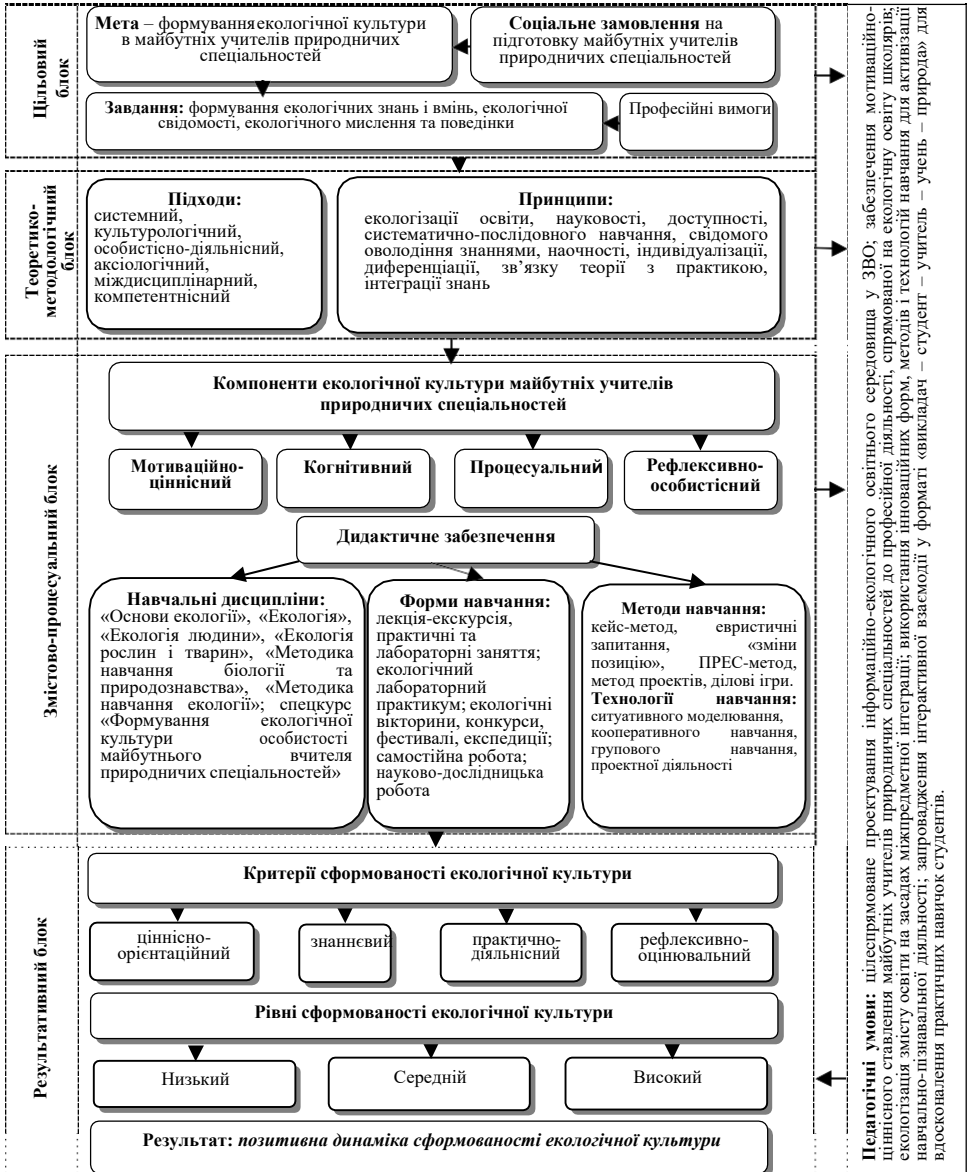 Цільовий
блок
Мета – формування екологічної культури
в майбутніх учителів природничих
спеціальностей
Соціальне замовлення на
підготовку майбутніх учителів
природничих спеціальностей
Завдання: формування екологічних знань і вмінь, екологічної
свідомості, екологічного мислення та поведінки
Професійні вимоги
Теоретико-
методологічний
блок
Підходи:
системний,
культурологічний,
особистісно-діяльнісний,
аксіологічний,
міждисциплінарний,
компетентнісний
Принципи:
екологізації освіти, науковості, доступності,
систематично-послідовного навчання, свідомого
оволодіння знаннями, наочності, індивідуалізації,
диференціації, зв’язку теорії з практикою,
інтеграції знань
Змістово-процесуальний блок
Компоненти екологічної культури майбутніх учителів
природничих спеціальностей
Мотиваційно-
ціннісний
Когнітивний
Процесуальний
Рефлексивно-
особистісний
Дидактичне забезпечення
Навчальні дисципліни:
«Основи екології», «Екологія»,
«Екологія людини», «Екологія
рослин і тварин», «Методика
навчання біології та
природознавства», «Методика
навчання екології»; спецкурс
«Формування екологічної
культури особистості
майбутнього вчителя
природничих спеціальностей»
Форми навчання:
лекція-екскурсія,
практичні та
лабораторні заняття;
екологічний
лабораторний
практикум; екологічні
вікторини, конкурси,
фестивалі, експедиції;
самостійна робота;
науково-дослідницька
робота
Методи навчання:
кейс-метод, евристичні
запитання, «зміни
позицію», ПРЕС-метод,
метод проектів, ділові ігри.
Технології навчання:
ситуативного моделювання,
кооперативного навчання,
групового навчання,
проектної діяльності
Результативний блок
Критерії сформованості екологічної культури
ціннісно-
орієнтаційний
знаннєвий
практично-
діяльнісний
рефлексивно-
оцінювальний
Рівні сформованості екологічної культури
Низький
Середній
Високий
Результат: позитивна динаміка сформованості екологічної культури
Педагогічні умови: цілеспрямоване проектування інформаційно-екологічного освітнього середовища у ЗВО; забезпечення мотиваційно-
ціннісного ставлення майбутніх учителів природничих спеціальностей до професійної діяльності, спрямованої на екологічну освіту школярів;
екологізація змісту освіти на засадах міжпредметної інтеграції; використання інноваційних форм, методів і технологій навчання для активізації
навчально-пізнавальної діяльності; запровадження інтерактивної взаємодії у форматі «викладач – студент – учитель – учень – природа» для
вдосконалення практичних навичок студентів.